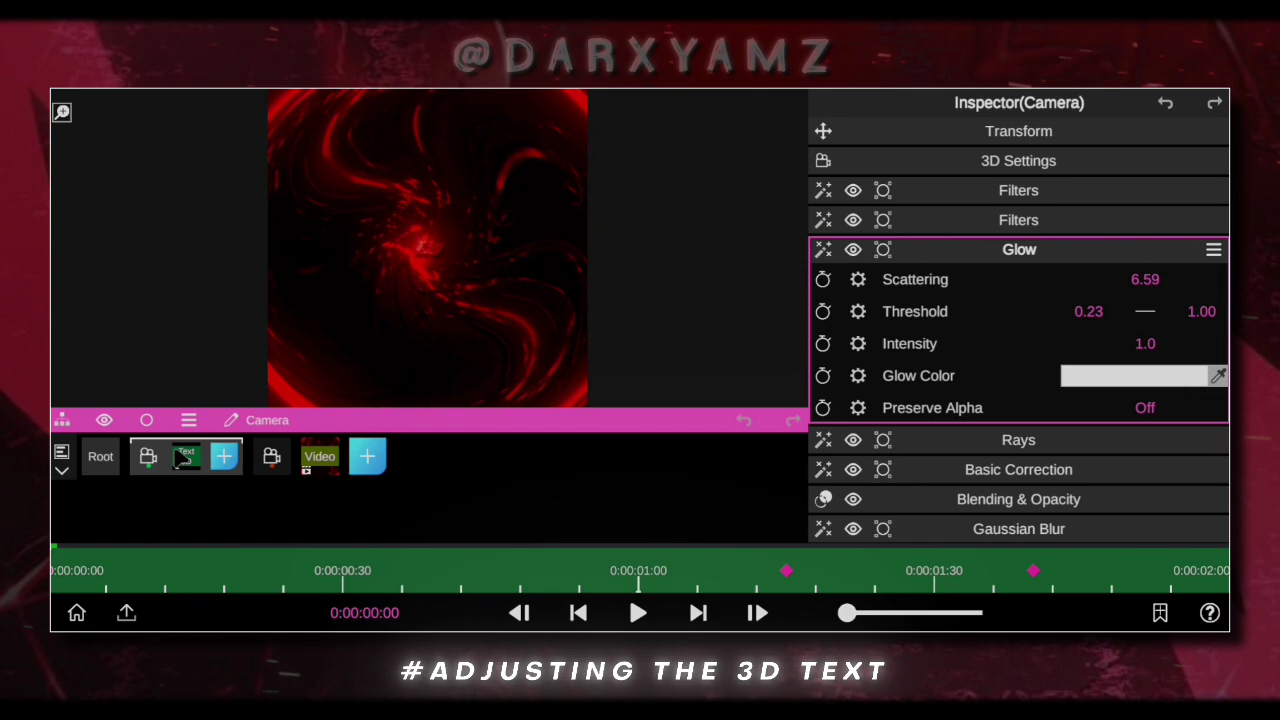 @DARXYAMZ
Inspector(Camera)
Transform
3D Settings
Filters
Filters
Glow
Scattering 6.59
Threshold 0.23 — 1.00
Intensity 1.0
Glow Color
Preserve Alpha Off
Rays
Basic Correction
Blending & Opacity
Gaussian Blur
Camera
Root
Text
Video
0:00:00:00 0:00:00:30 0:00:01:00 0:00:01:30 0:00:02:00
0:00:00:00
#ADJUSTING THE 3D TEXT